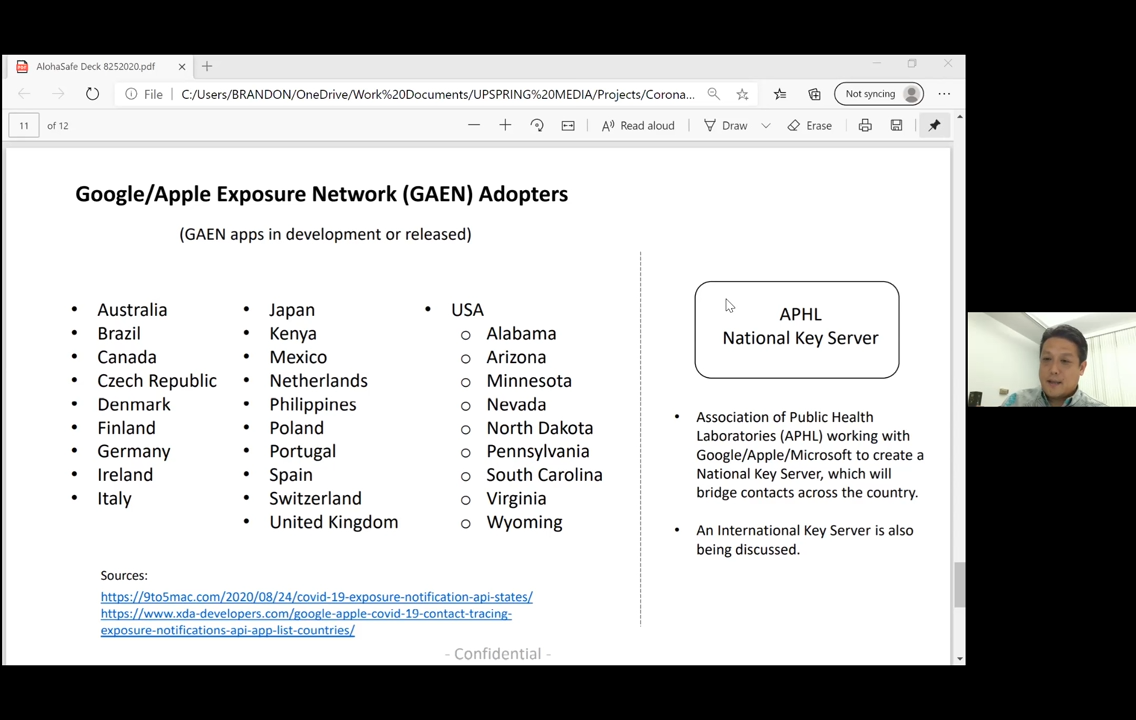 AlohaSafe Deck 8252020.pdf
File
C:/Users/BRANDON/OneDrive/Work%20Documents/UPSPRING%20MEDIA/Projects/Corona...
Not syncing
11 of 12
Read aloud
Draw
Erase
Google/Apple Exposure Network (GAEN) Adopters
(GAEN apps in development or released)
• Australia
• Brazil
• Canada
• Czech Republic
• Denmark
• Finland
• Germany
• Ireland
• Italy
• Japan
• Kenya
• Mexico
• Netherlands
• Philippines
• Poland
• Portugal
• Spain
• Switzerland
• United Kingdom
• USA
o Alabama
o Arizona
o Minnesota
o Nevada
o North Dakota
o Pennsylvania
o South Carolina
o Virginia
o Wyoming
APHL
National Key Server
• Association of Public Health
Laboratories (APHL) working with
Google/Apple/Microsoft to create a
National Key Server, which will
bridge contacts across the country.
• An International Key Server is also
being discussed.
Sources:
https://9to5mac.com/2020/08/24/covid-19-exposure-notification-api-states/
https://www.xda-developers.com/google-apple-covid-19-contact-tracing-
exposure-notifications-api-app-list-countries/
- Confidential -